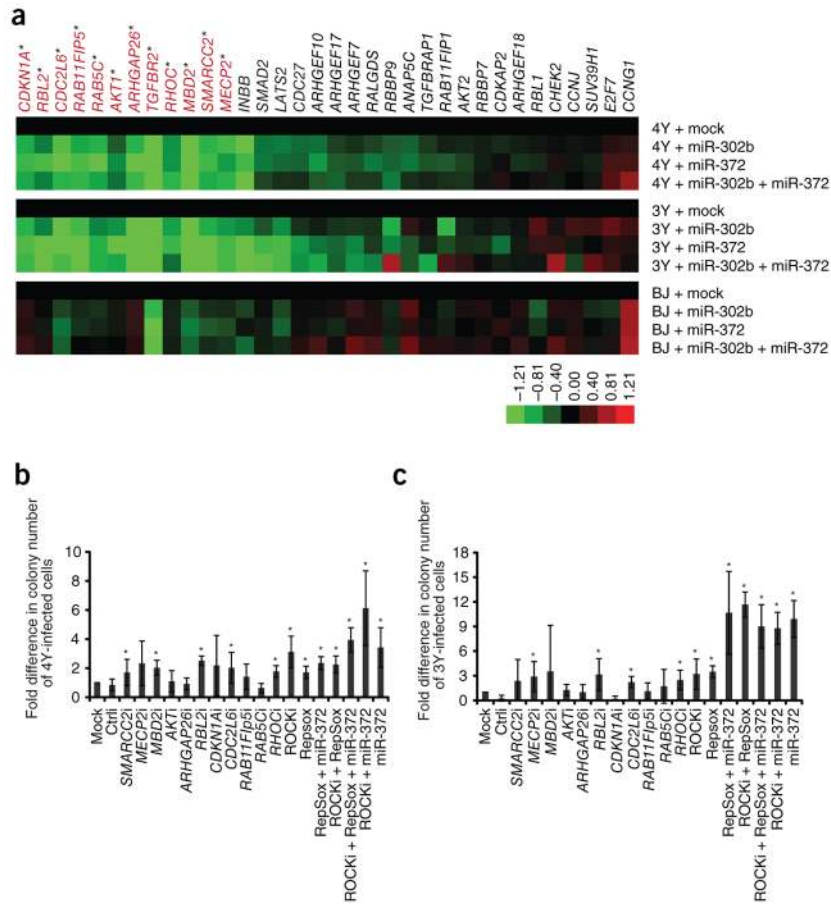 a
CDKN1A*
RBL2*
CDC2L6*
RAB11FIP5*
RAB5C*
AKT1*
ARHGAP26*
TGFBR2*
RHOC*
MBD2*
SMARCC2*
MECP2*
INBB
SMAD2
LATS2
CDC27
ARHGEF10
ARHGEF17
ARHGEF7
RALGDS
RBBP9
ANAP5C
TGFBRAP1
RAB11FIP1
AKT2
RBBP7
CDKAP2
ARHGEF18
RBL1
CHEK2
CCNJ
SUV39H1
E2F7
CCNG1
4Y + mock
4Y + miR-302b
4Y + miR-372
4Y + miR-302b + miR-372
3Y + mock
3Y + miR-302b
3Y + miR-372
3Y + miR-302b + miR-372
BJ + mock
BJ + miR-302b
BJ + miR-372
BJ + miR-302b + miR-372
−1.21
−0.81
−0.40
0.00
0.40
0.81
1.21
b
Fold difference in colony number
of 4Y-infected cells
10
8
6
4
2
0
* * * * * * * * * * *
Mock
Ctrli
SMARCC2i
MECP2i
MBD2i
AKTi
ARHGAP26i
RBL2i
CDKN1Ai
CDC2L6i
RAB11FIp5i
RAB5Ci
RHOCi
ROCKi
Repsox
RepSox + miR-372
ROCKi + RepSox
ROCKi + RepSox + miR-372
ROCKi + miR-372
miR-372
c
Fold difference in colony number
of 3Y-infected cells
18
15
12
9
6
3
0
* * * * * * * * * * *
Mock
Ctrli
SMARCC2i
MECP2i
MBD2i
AKTi
ARHGAP26i
RBL2i
CDKN1Ai
CDC2L6i
RAB11FIp5i
RAB5Ci
RHOCi
ROCKi
Repsox
RepSox + miR-372
ROCKi + RepSox
ROCKi + RepSox + miR-372
ROCKi + miR-372
miR-372